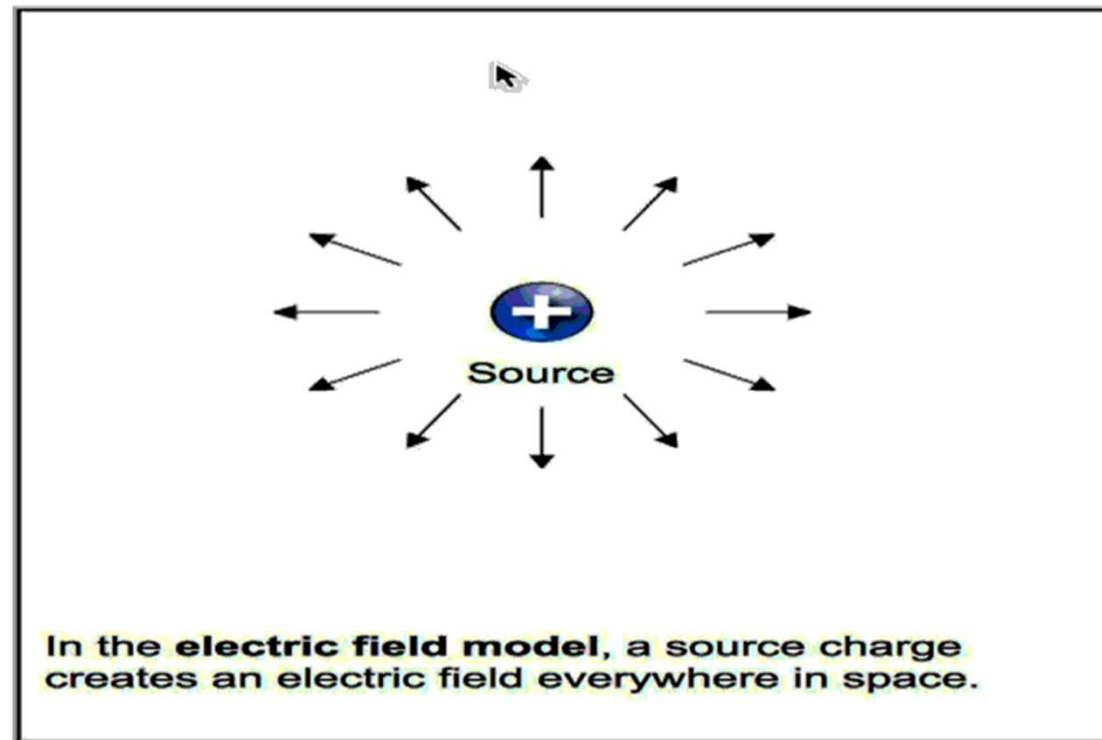 +
Source
In the electric field model, a source charge
creates an electric field everywhere in space.